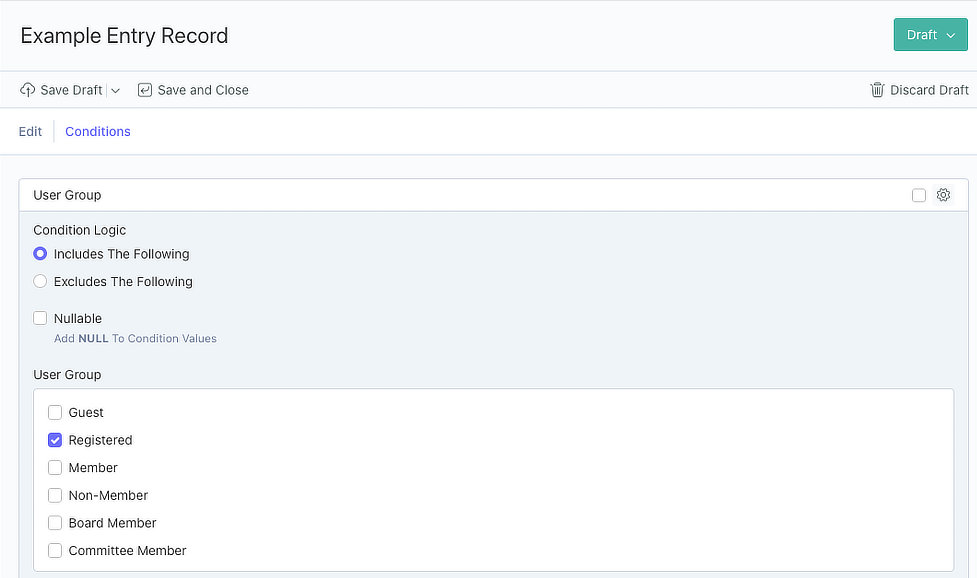 Example Entry Record
Draft
Save Draft
Save and Close
Discard Draft
Edit
Conditions
User Group
Condition Logic
Includes The Following
Excludes The Following
Nullable
Add NULL To Condition Values
User Group
Guest
Registered
Member
Non-Member
Board Member
Committee Member